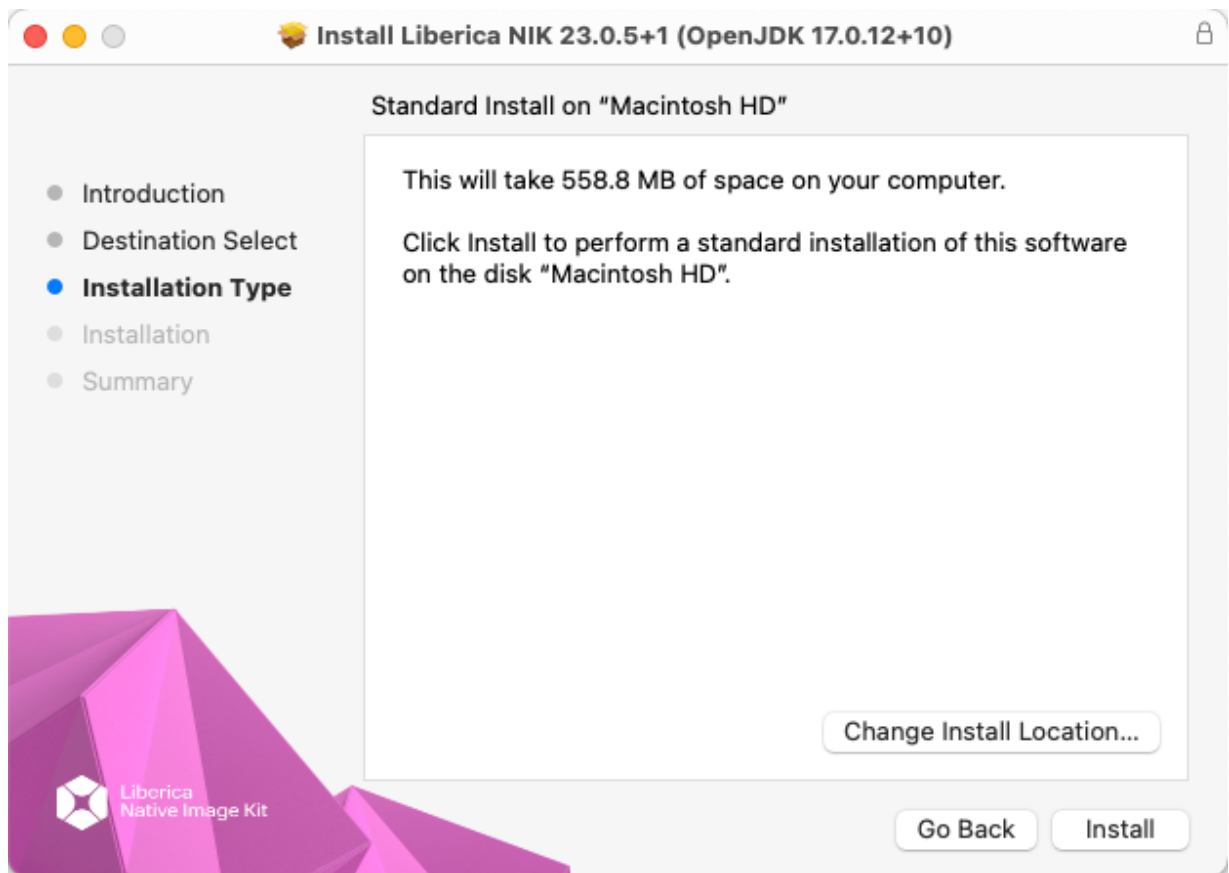 Install Liberica NIK 23.0.5+1 (OpenJDK 17.0.12+10)
Standard Install on “Macintosh HD”
Introduction
Destination Select
Installation Type
Installation
Summary
This will take 558.8 MB of space on your computer.
Click Install to perform a standard installation of this software
on the disk “Macintosh HD”.
Change Install Location...
Liberica
Native Image Kit
Go Back
Install